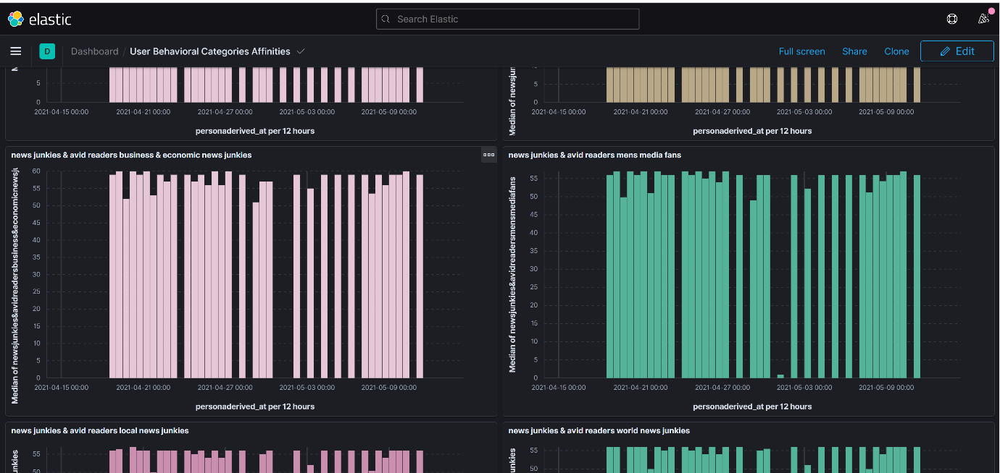 elastic
Search Elastic
D
Dashboard / User Behavioral Categories Affinities
Full screen
Share
Clone
Edit
5
0
2021-04-15 00:00
2021-04-21 00:00
2021-04-27 00:00
2021-05-03 00:00
2021-05-09 00:00
personaderived_at per 12 hours
Median of newsjun
5
0
2021-04-15 00:00
2021-04-21 00:00
2021-04-27 00:00
2021-05-03 00:00
2021-05-09 00:00
personaderived_at per 12 hours
news junkies & avid readers business & economic news junkies
Median of newsjunkies&avidreadersbusiness&economicnewsj
60
55
50
45
40
35
30
25
20
15
10
5
0
2021-04-15 00:00
2021-04-21 00:00
2021-04-27 00:00
2021-05-03 00:00
2021-05-09 00:00
personaderived_at per 12 hours
news junkies & avid readers mens media fans
Median of newsjunkies&avidreadersmensmediafans
55
50
45
40
35
30
25
20
15
10
5
0
2021-04-15 00:00
2021-04-21 00:00
2021-04-27 00:00
2021-05-03 00:00
2021-05-09 00:00
personaderived_at per 12 hours
news junkies & avid readers local news junkies
unkies
55
50
news junkies & avid readers world news junkies
unkies
55
50